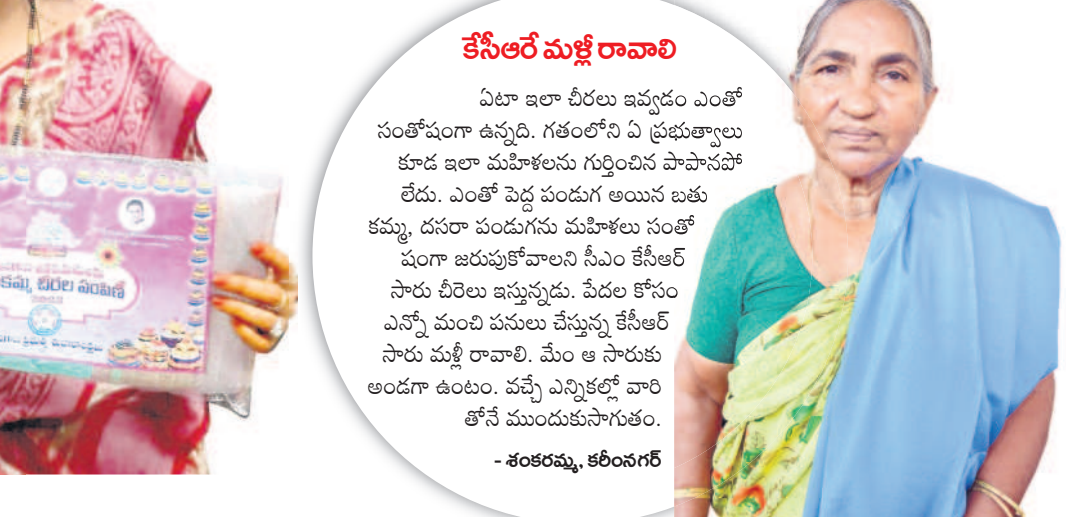 కేసీఆరే మళ్లీ రావాలి
ఏటా ఇలా చీరలు ఇవ్వడం ఎంతో
సంతోషంగా ఉన్నది. గతంలోని ఏ ప్రభుత్వాలు
కూడ ఇలా మహిళలను గుర్తించిన పాపానపో
లేదు. ఎంతో పెద్ద పండుగ అయిన బతు
కమ్మ, దసరా పండుగను మహిళలు సంతో
షంగా జరుపుకోవాలని సీఎం కేసీఆర్
సారు చీరెలు ఇస్తున్నడు. పేదల కోసం
ఎన్నో మంచి పనులు చేస్తున్న కేసీఆర్
సారు మళ్లీ రావాలి. మేం ఆ సారుకు
అండగా ఉంటం. వచ్చే ఎన్నికల్లో వారి
తోనే ముందుకుసాగుతం.
- శంకరమ్మ, కరీంనగర్
కమ్మ చీరల పంపిణీ